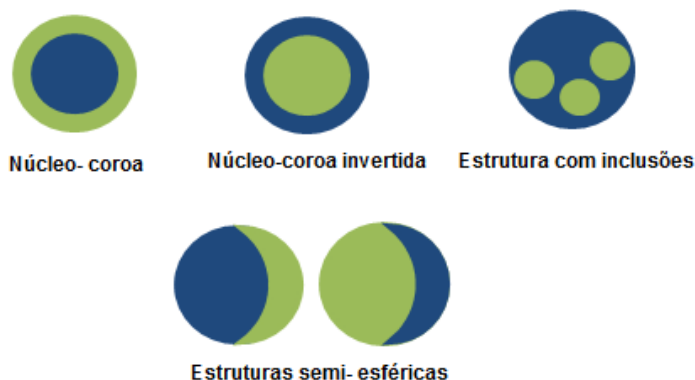 Núcleo- coroa
Núcleo-coroa invertida
Estrutura com inclusões
Estruturas semi- esféricas